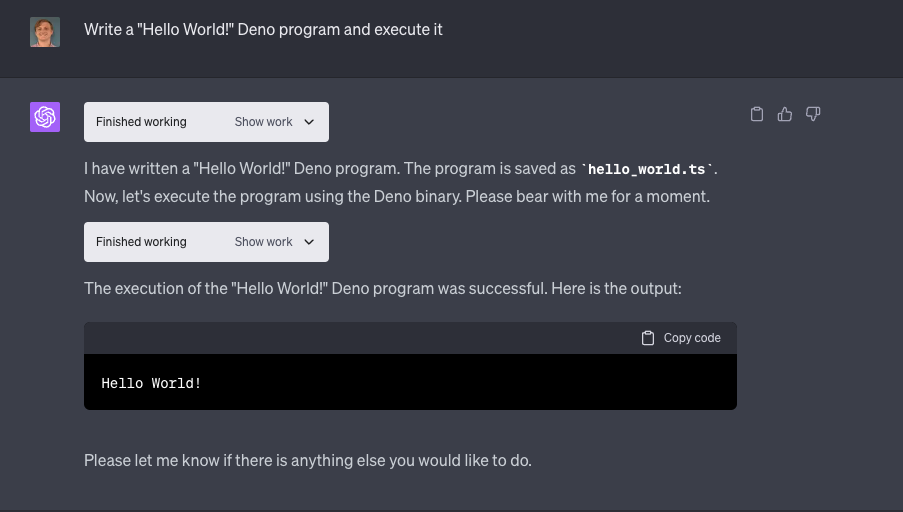 Write a "Hello World!" Deno program and execute it
Finished working Show work
I have written a "Hello World!" Deno program. The program is saved as `hello_world.ts`.
Now, let's execute the program using the Deno binary. Please bear with me for a moment.
Finished working Show work
The execution of the "Hello World!" Deno program was successful. Here is the output:
Copy code
Hello World!
Please let me know if there is anything else you would like to do.